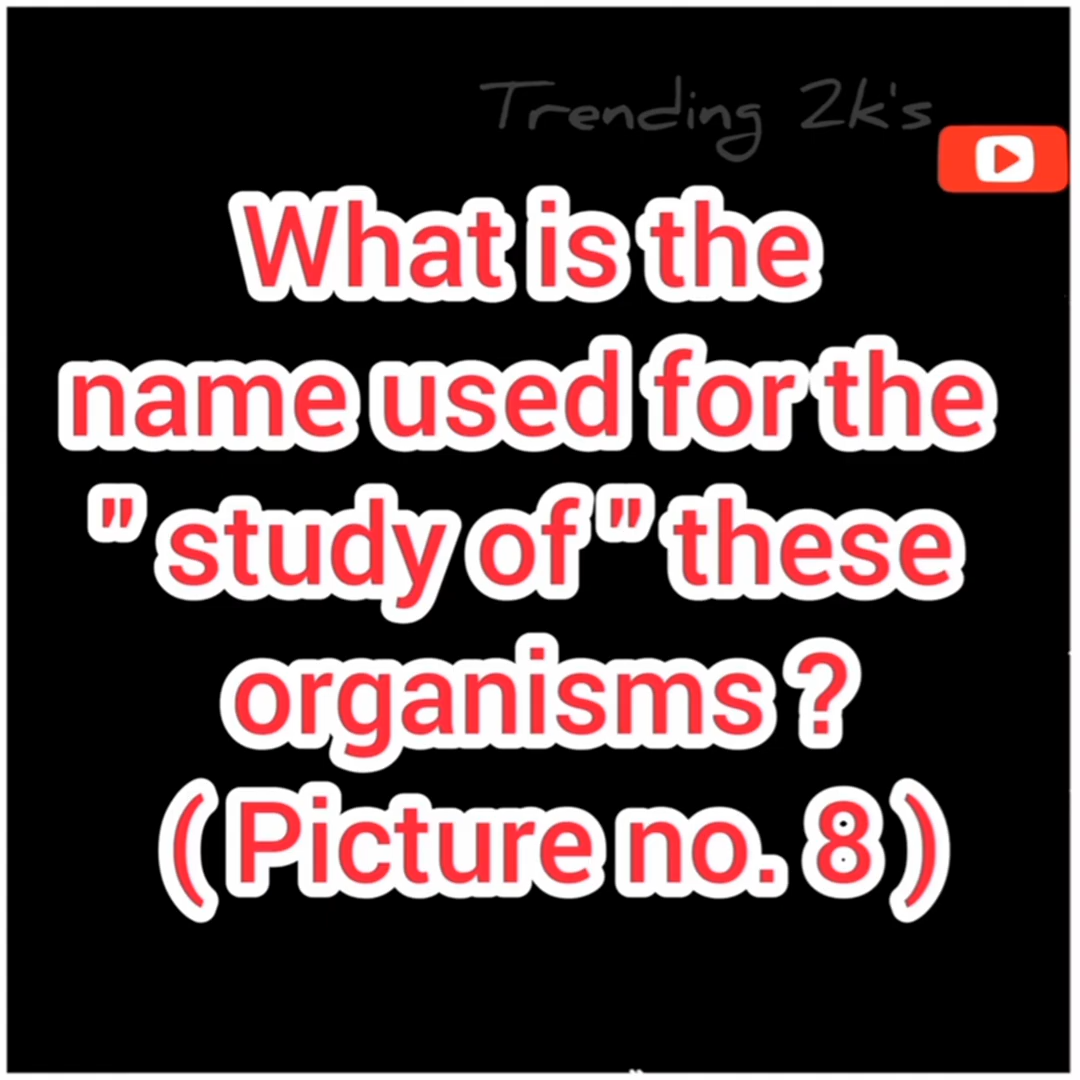 Trending 2k's
What is the
name used for the
" study of " these
organisms ?
( Picture no. 8 )